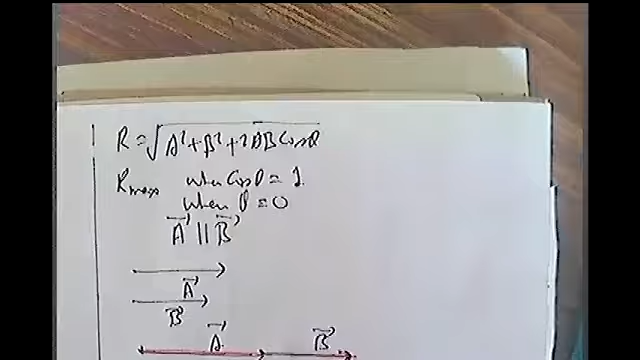 R = √A²+B²+2ABCosθ
Rmax when Cosθ = 1.
when θ = 0
A⃗ || B⃗
A⃗
B⃗
A⃗ B⃗